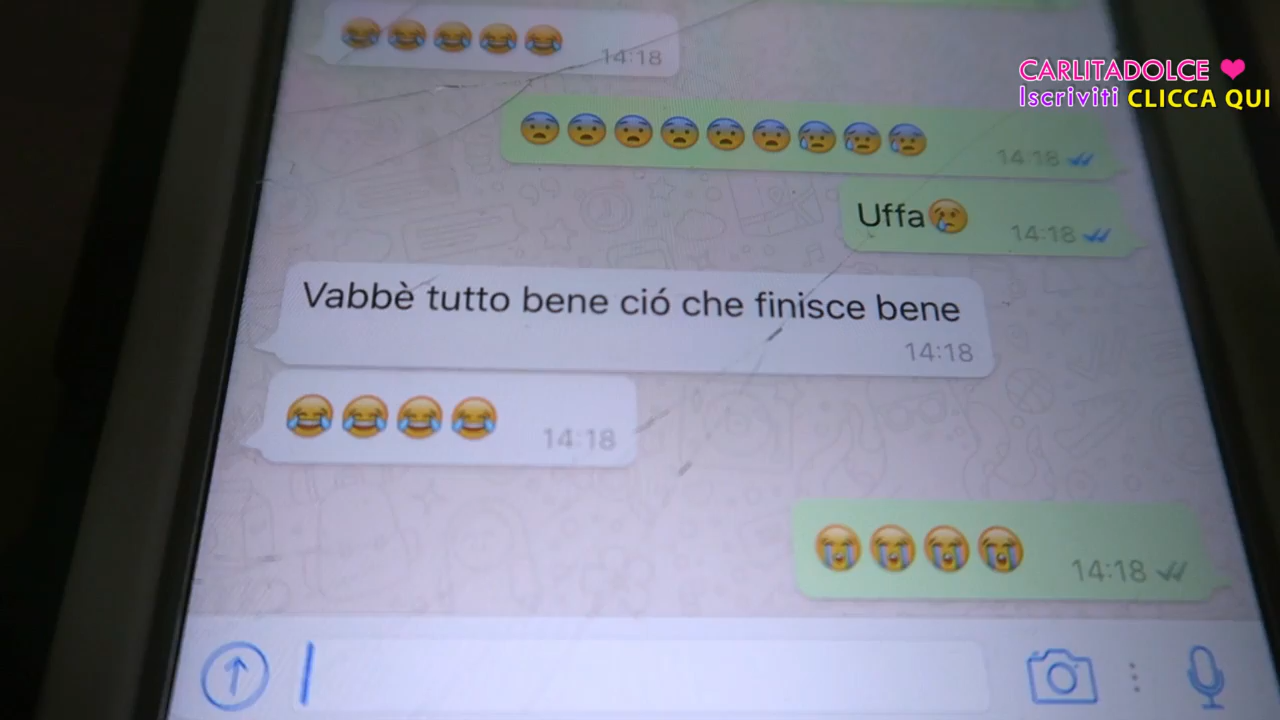 😂😂😂😂😂 14:18
CARLITADOLCE ❤
Iscriviti CLICCA QUI
😨😨😨😨😨😨😰😰😰 14:18
Uffa😢 14:18
Vabbè tutto bene ció che finisce bene
14:18
😂😂😂😂 14:18
😭😭😭😭 14:18